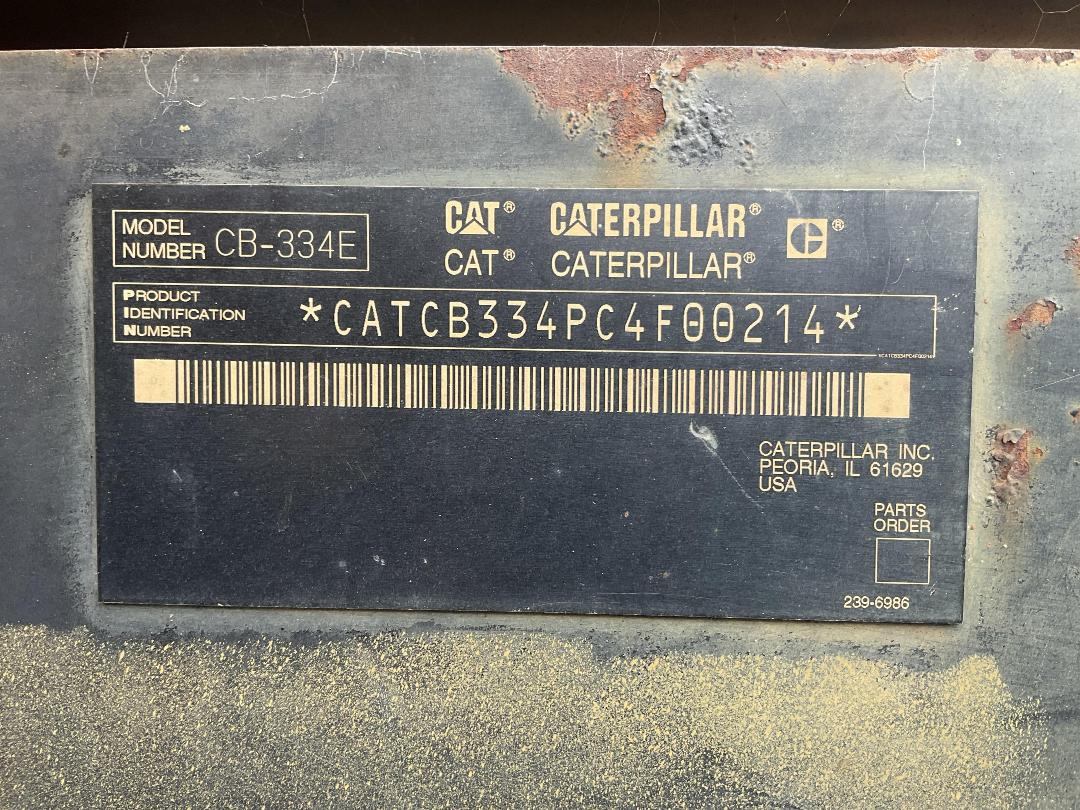 MODEL
NUMBER CB-334E
CAT® CATERPILLAR® ®
CAT® CATERPILLAR®
PRODUCT
IDENTIFICATION
NUMBER
*CATCB334PC4F00214*
*CATCB334PC4F00214*
CATERPILLAR INC.
PEORIA, IL 61629
USA
PARTS
ORDER
239-6986